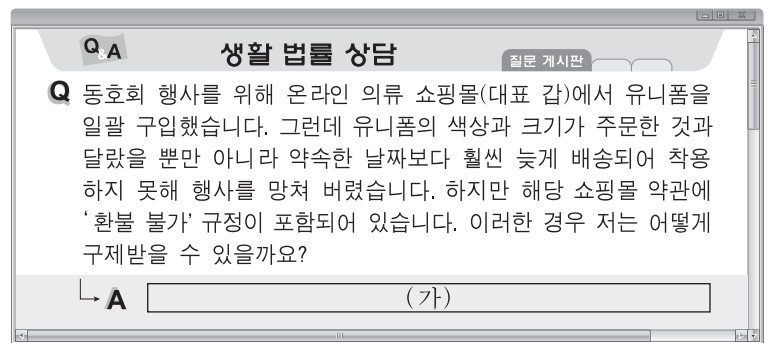 Q&A 생활 법률 상담 질문 게시판
Q 동호회 행사를 위해 온라인 의류 쇼핑몰(대표 갑)에서 유니폼을
일괄 구입했습니다. 그런데 유니폼의 색상과 크기가 주문한 것과
달랐을 뿐만 아니라 약속한 날짜보다 훨씬 늦게 배송되어 착용
하지 못해 행사를 망쳐 버렸습니다. 하지만 해당 쇼핑몰 약관에
‘환불 불가’ 규정이 포함되어 있습니다. 이러한 경우 저는 어떻게
구제받을 수 있을까요?
A (가)